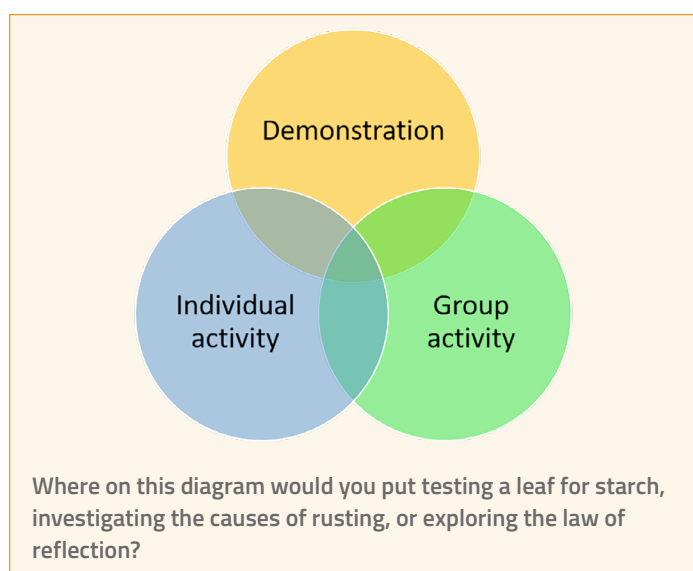 Demonstration
Individual
activity
Group
activity
Where on this diagram would you put testing a leaf for starch,
investigating the causes of rusting, or exploring the law of
reflection?